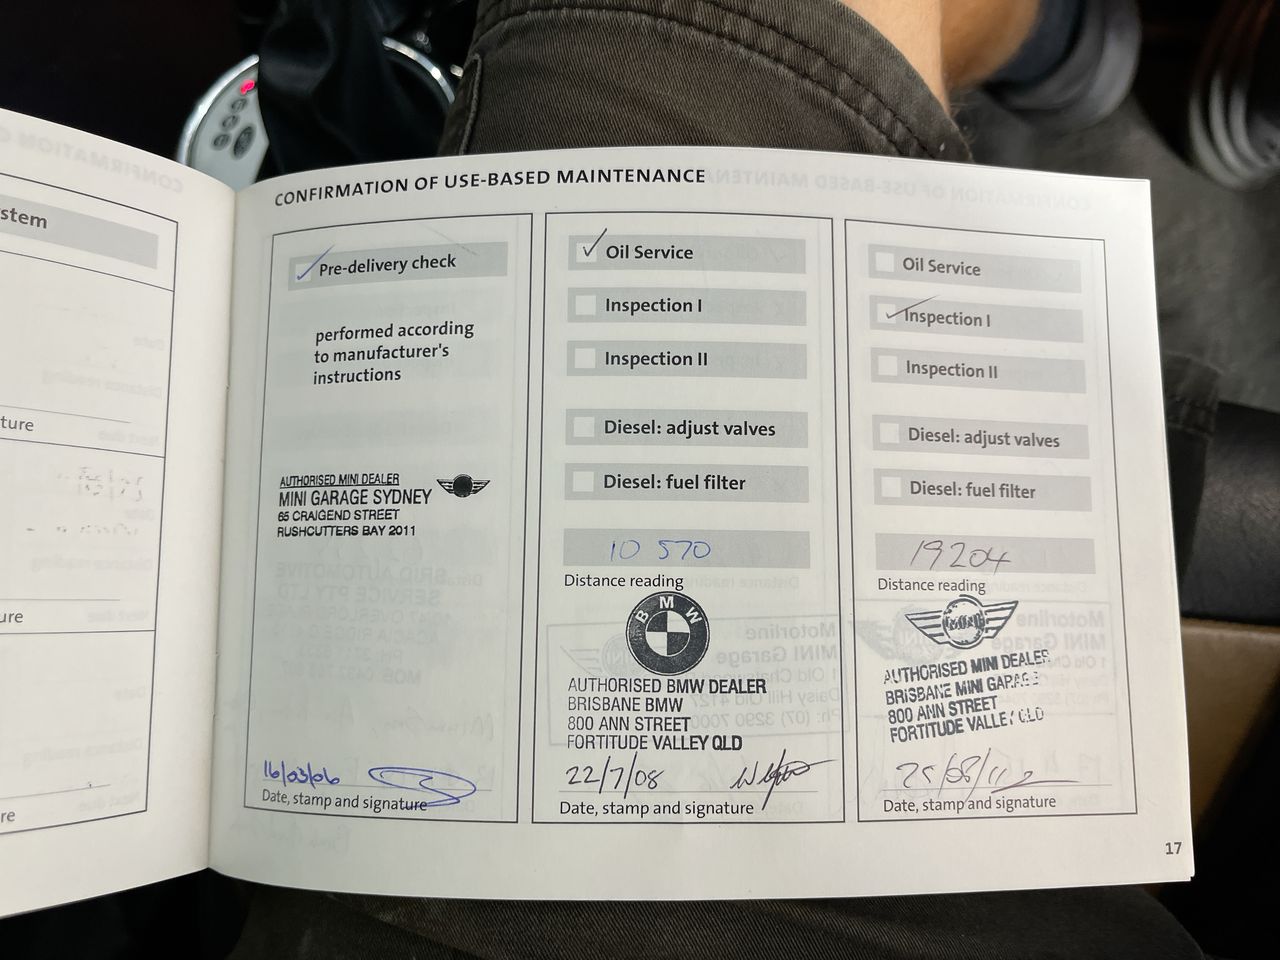 stem
ture
ure
re
CONFIRMATION OF USE-BASED MAINTENANCE
Pre-delivery check
performed according
to manufacturer's
instructions
AUTHORISED MINI DEALER
MINI GARAGE SYDNEY
65 CRAIGEND STREET
RUSHCUTTERS BAY 2011
16/03/06
Date, stamp and signature
Oil Service
Inspection I
Inspection II
Diesel: adjust valves
Diesel: fuel filter
10 570
Distance reading
BMW
AUTHORISED BMW DEALER
BRISBANE BMW
800 ANN STREET
FORTITUDE VALLEY QLD
22/7/08
Date, stamp and signature
Oil Service
Inspection I
Inspection II
Diesel: adjust valves
Diesel: fuel filter
19204
Distance reading
MINI
AUTHORISED MINI DEALER
BRISBANE MINI GARAGE
800 ANN STREET
FORTITUDE VALLEY QLD
Date, stamp and signature
17